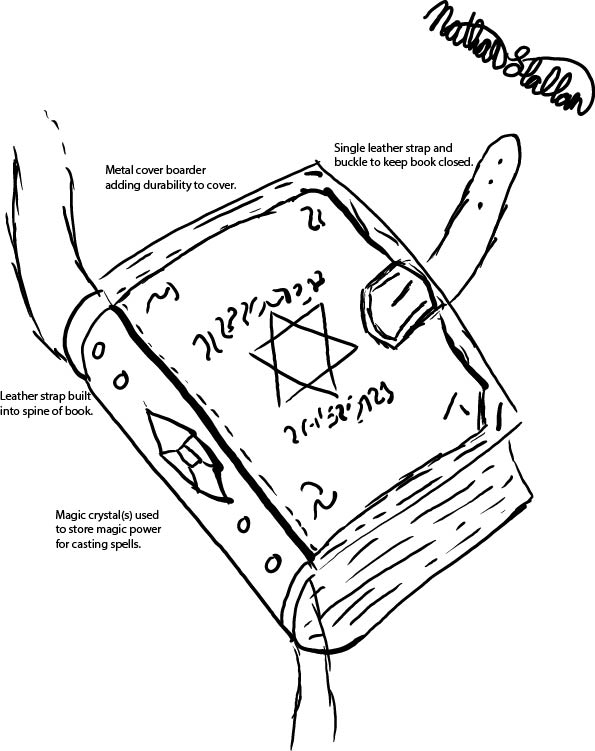 Nathan Stallan
Single leather strap and
buckle to keep book closed.
Metal cover boarder
adding durability to cover.
Leather strap built
into spine of book.
Magic crystal(s) used
to store magic power
for casting spells.